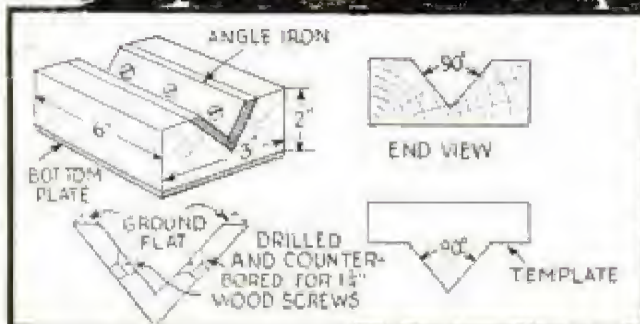 ANGLE IRON
90°
6"
3"
2"
BOTTOM
PLATE
END VIEW
GROUND
FLAT
DRILLED
AND COUNTER-
BORED FOR 1¼"
WOOD SCREWS
90°
TEMPLATE